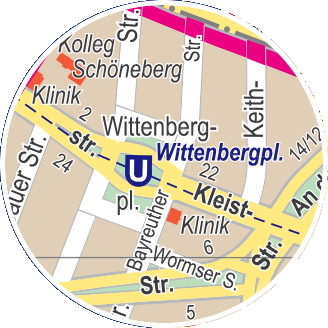 Kolleg
Schöneberg
Str.
Str.
Klinik
Keith-
2
Wittenberg-
14/12
str.
U
Wittenbergpl.
24
22
auer Str.
pl.
Kleist-
An d
Bayreuther
Klinik
6
Wormser S.
Str.
Str.
r.
5